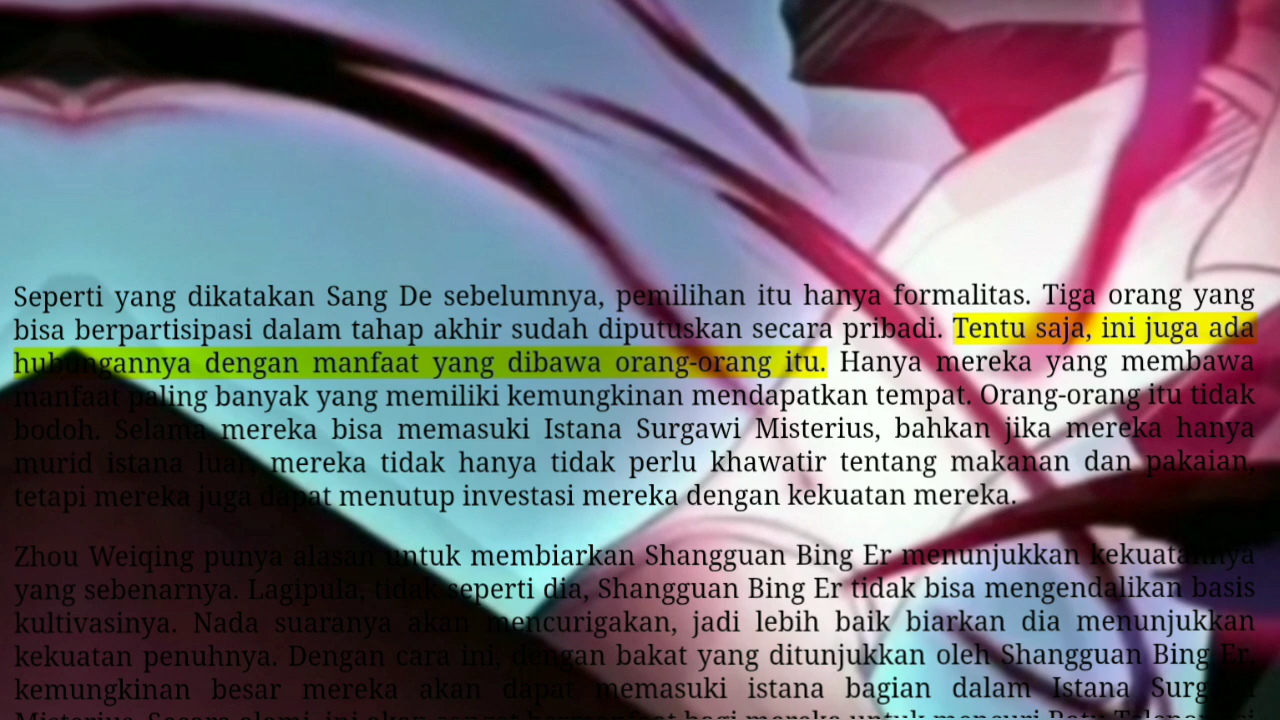 Seperti yang dikatakan Sang De sebelumnya, pemilihan itu hanya formalitas. Tiga orang yang
bisa berpartisipasi dalam tahap akhir sudah diputuskan secara pribadi. Tentu saja, ini juga ada
hubungannya dengan manfaat yang dibawa orang-orang itu. Hanya mereka yang membawa
manfaat paling banyak yang memiliki kemungkinan mendapatkan tempat. Orang-orang itu tidak
bodoh. Selama mereka bisa memasuki Istana Surgawi Misterius, bahkan jika mereka hanya
murid istana luar, mereka tidak hanya tidak perlu khawatir tentang makanan dan pakaian,
tetapi mereka juga dapat menutup investasi mereka dengan kekuatan mereka.
Zhou Weiqing punya alasan untuk membiarkan Shangguan Bing Er menunjukkan kekuatannya
yang sebenarnya. Lagipula, tidak seperti dia, Shangguan Bing Er tidak bisa mengendalikan basis
kultivasinya. Nada suaranya akan mencurigakan, jadi lebih baik biarkan dia menunjukkan
kekuatan penuhnya. Dengan cara ini, dengan bakat yang ditunjukkan oleh Shangguan Bing Er,
kemungkinan besar mereka akan dapat memasuki istana bagian dalam Istana Surgawi